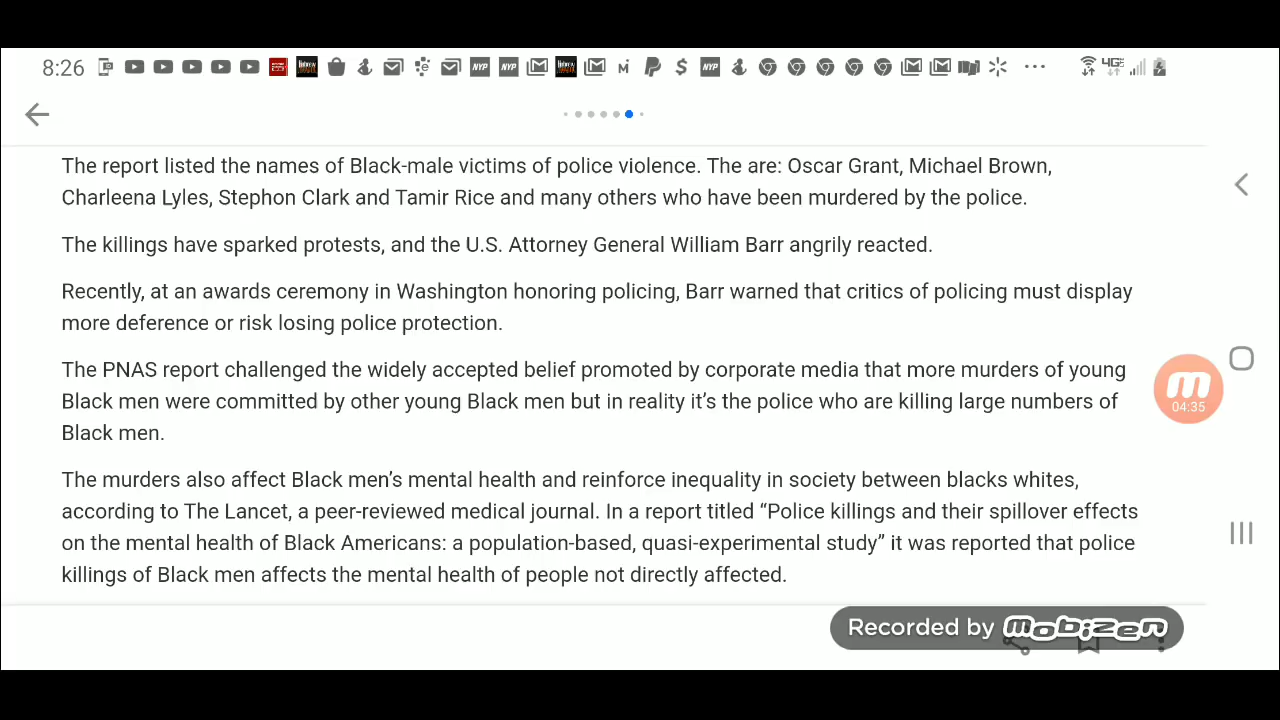 8:26
NYP NYP NYP 4GE
The report listed the names of Black-male victims of police violence. The are: Oscar Grant, Michael Brown,
Charleena Lyles, Stephon Clark and Tamir Rice and many others who have been murdered by the police.
The killings have sparked protests, and the U.S. Attorney General William Barr angrily reacted.
Recently, at an awards ceremony in Washington honoring policing, Barr warned that critics of policing must display
more deference or risk losing police protection.
The PNAS report challenged the widely accepted belief promoted by corporate media that more murders of young
Black men were committed by other young Black men but in reality it’s the police who are killing large numbers of
Black men.
04:35
The murders also affect Black men’s mental health and reinforce inequality in society between blacks whites,
according to The Lancet, a peer-reviewed medical journal. In a report titled “Police killings and their spillover effects
on the mental health of Black Americans: a population-based, quasi-experimental study” it was reported that police
killings of Black men affects the mental health of people not directly affected.
Recorded by mobizen